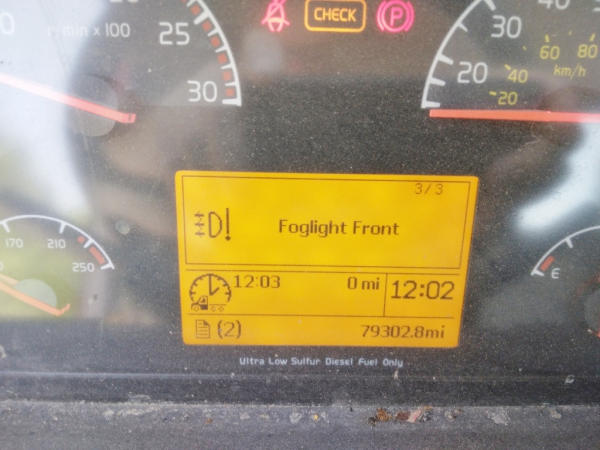 r/min x 100
25
30
CHECK
P
30
20
60
80
40
20
km/h
3/3
Foglight Front
12:03
0 mi
12:02
(2)
79302.8mi
170
210
250
E
Ultra Low Sulfur Diesel Fuel Only